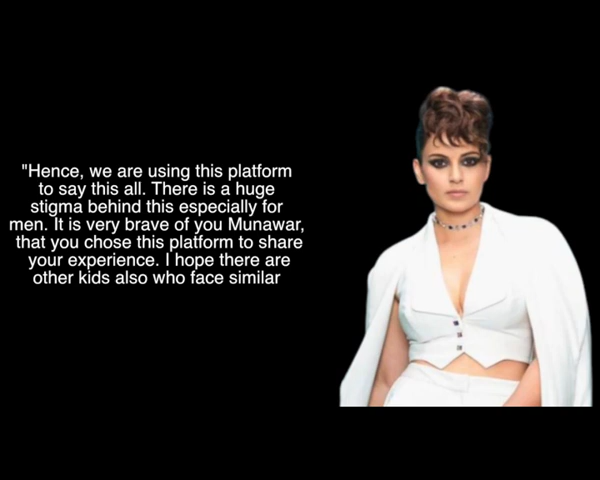 "Hence, we are using this platform
to say this all. There is a huge
stigma behind this especially for
men. It is very brave of you Munawar,
that you chose this platform to share
your experience. I hope there are
other kids also who face similar